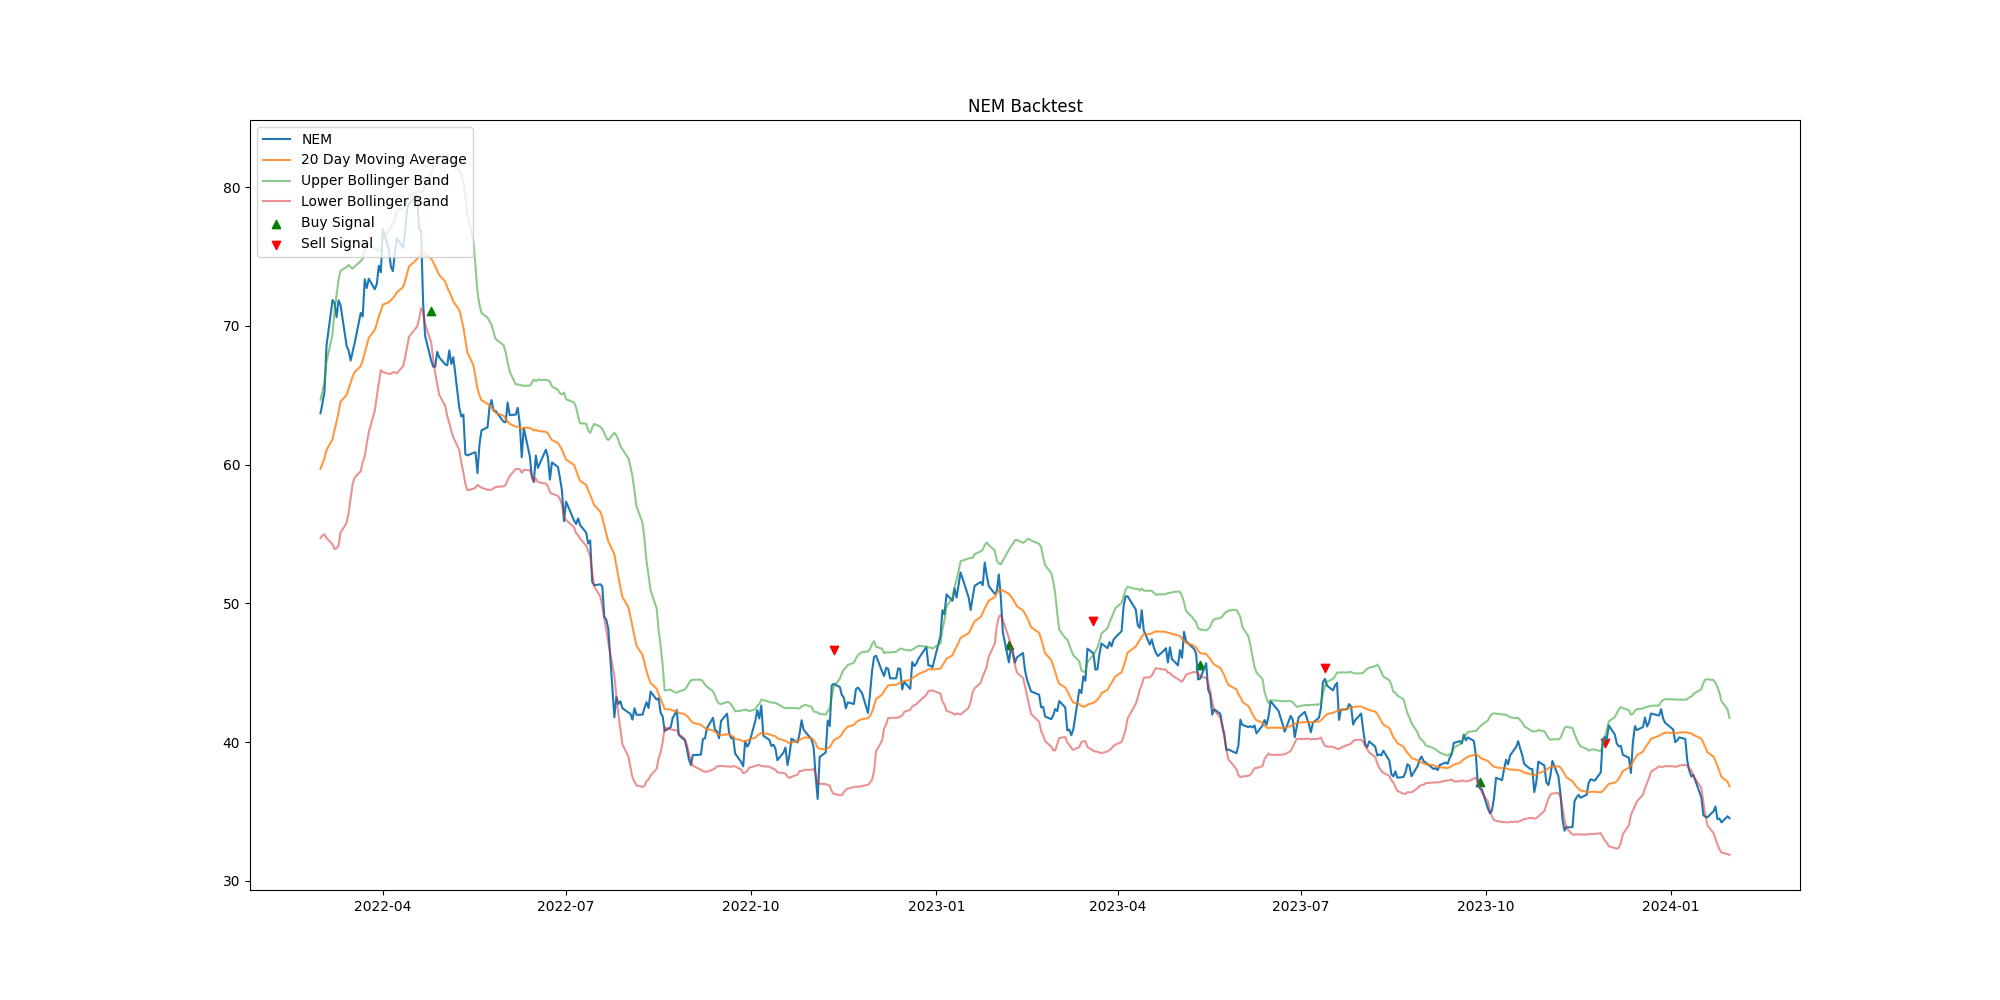 NEM Backtest
NEM
20 Day Moving Average
Upper Bollinger Band
Lower Bollinger Band
Buy Signal
Sell Signal
80
70
60
50
40
30
2022-04 2022-07 2022-10 2023-01 2023-04 2023-07 2023-10 2024-01